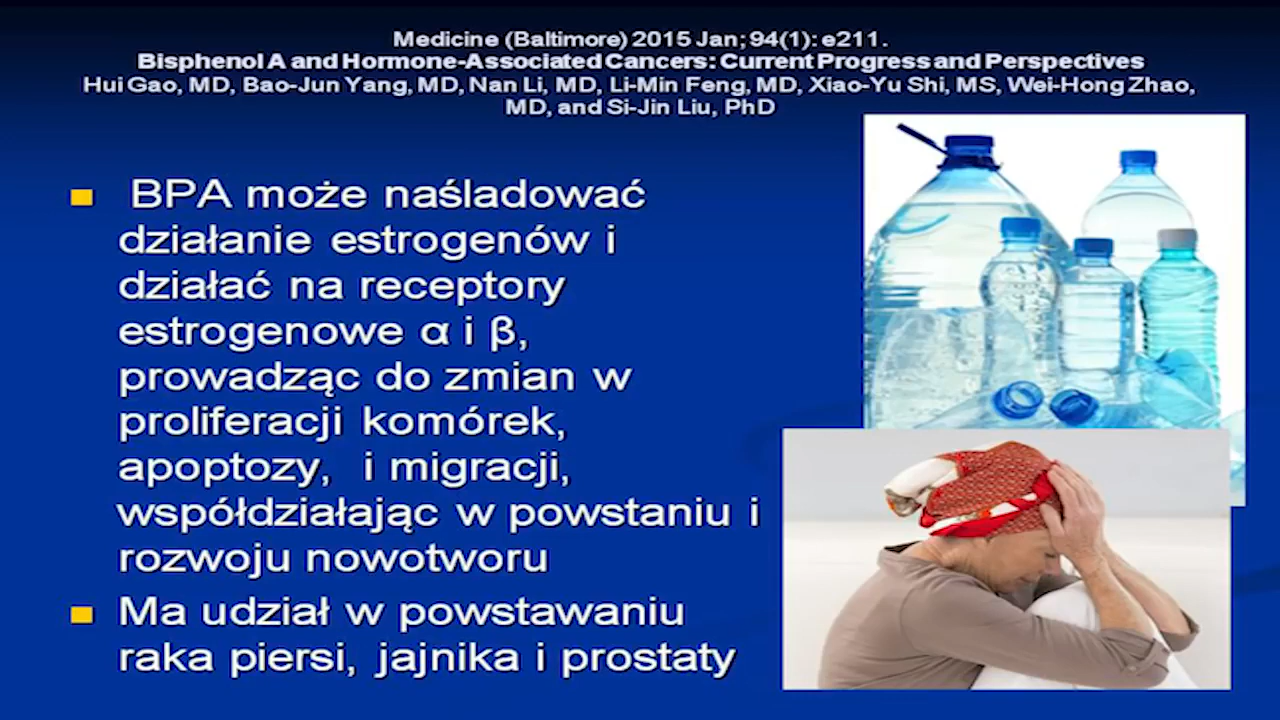 Medicine (Baltimore) 2015 Jan; 94(1): e211.
Bisphenol A and Hormone-Associated Cancers: Current Progress and Perspectives
Hui Gao, MD, Bao-Jun Yang, MD, Nan Li, MD, Li-Min Feng, MD, Xiao-Yu Shi, MS, Wei-Hong Zhao,
MD, and Si-Jin Liu, PhD
BPA może naśladować
działanie estrogenów i
działać na receptory
estrogenowe α i β,
prowadząc do zmian w
proliferacji komórek,
apoptozy, i migracji,
współdziałając w powstaniu i
rozwoju nowotworu
Ma udział w powstawaniu
raka piersi, jajnika i prostaty